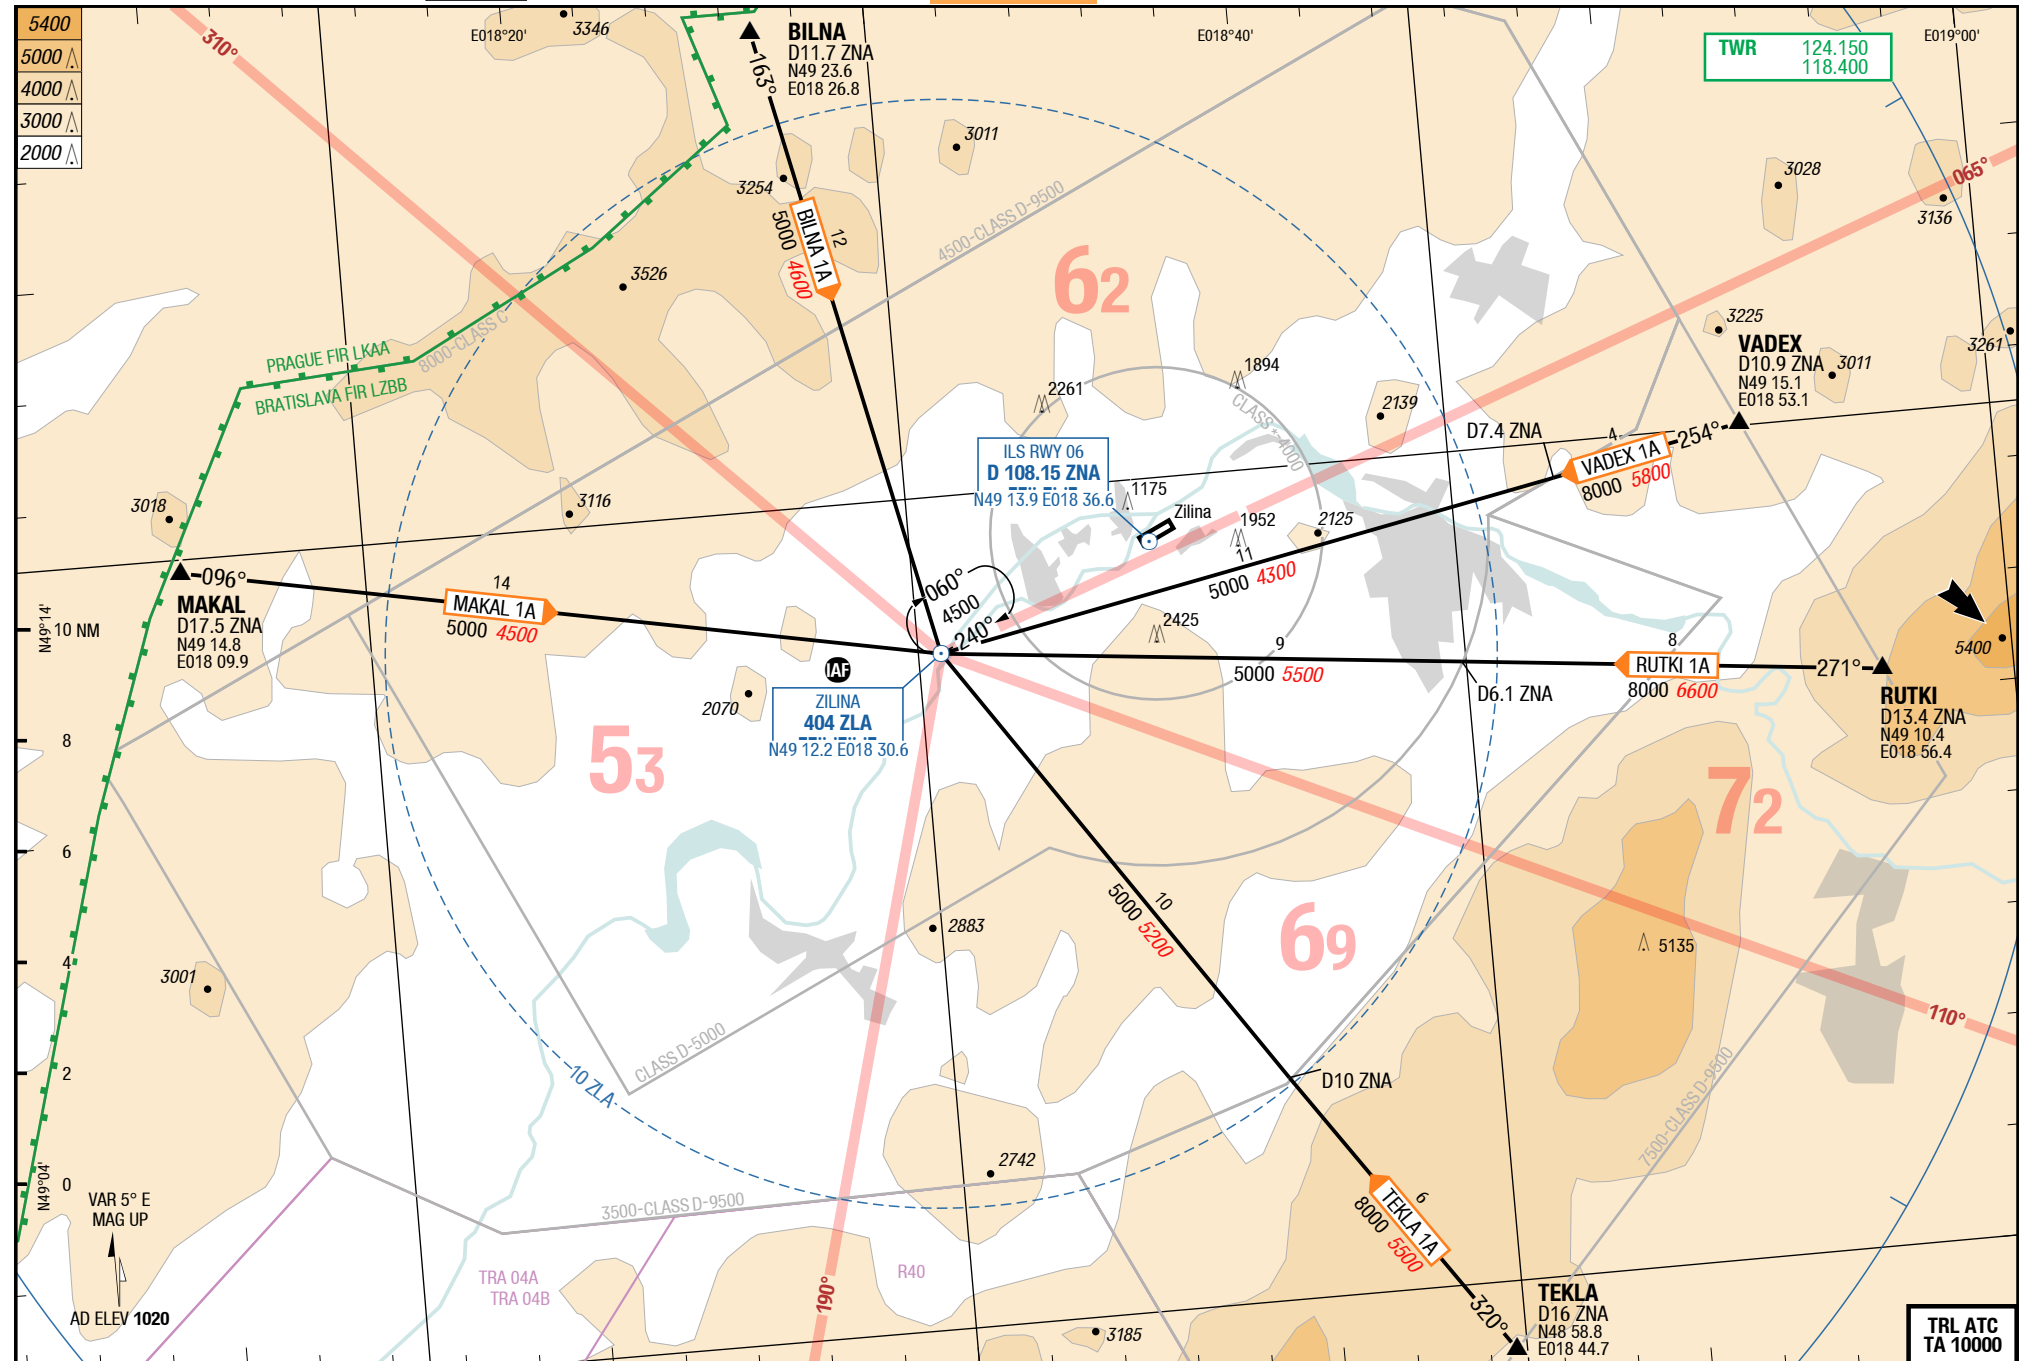 5400
5000
4000
3000
2000
310°
E018°20'
3346
163°
BILNA
D11.7 ZNA
N49 23.6
E018 26.8
E018°40'
TWR 124.150
118.400
E019°00'
3011
3254
4500-CLASS D-9500
3028
065°
3136
BILNA 1A
12
5000 4600
3526
62
8000-CLASS C
PRAGUE FIR LKAA
BRATISLAVA FIR LZBB
3225
VADEX
D10.9 ZNA
N49 15.1
E018 53.1
3011
3261
1894
2261
CLASS *-4000
2139
D7.4 ZNA
4
254°
VADEX 1A
8000 5800
ILS RWY 06
D 108.15 ZNA
N49 13.9 E018 36.6
1175
Zilina
1952
2125
3018
3116
11
5000 4300
096°
14
MAKAL 1A
5000 4500
MAKAL
D17.5 ZNA
N49 14.8
E018 09.9
060°
4500
240°
2425
N49°14'
10 NM
IAF
ZILINA
404 ZLA
N49 12.2 E018 30.6
2070
9
5000 5500
D6.1 ZNA
8
RUTKI 1A
8000 6600
271°
5400
RUTKI
D13.4 ZNA
N49 10.4
E018 56.4
8
53
72
6
10
5000 5200
2883
69
5135
4
3001
110°
CLASS D-5000
10 ZLA
2
D10 ZNA
7500-CLASS D-9500
2742
N49°04'
0
3500-CLASS D-9500
VAR 5° E
MAG UP
6
TEKLA 1A
8000 5500
TRA 04A
TRA 04B
R40
190°
320°
TEKLA
D16 ZNA
N48 58.8
E018 44.7
AD ELEV 1020
3185
TRL ATC
TA 10000